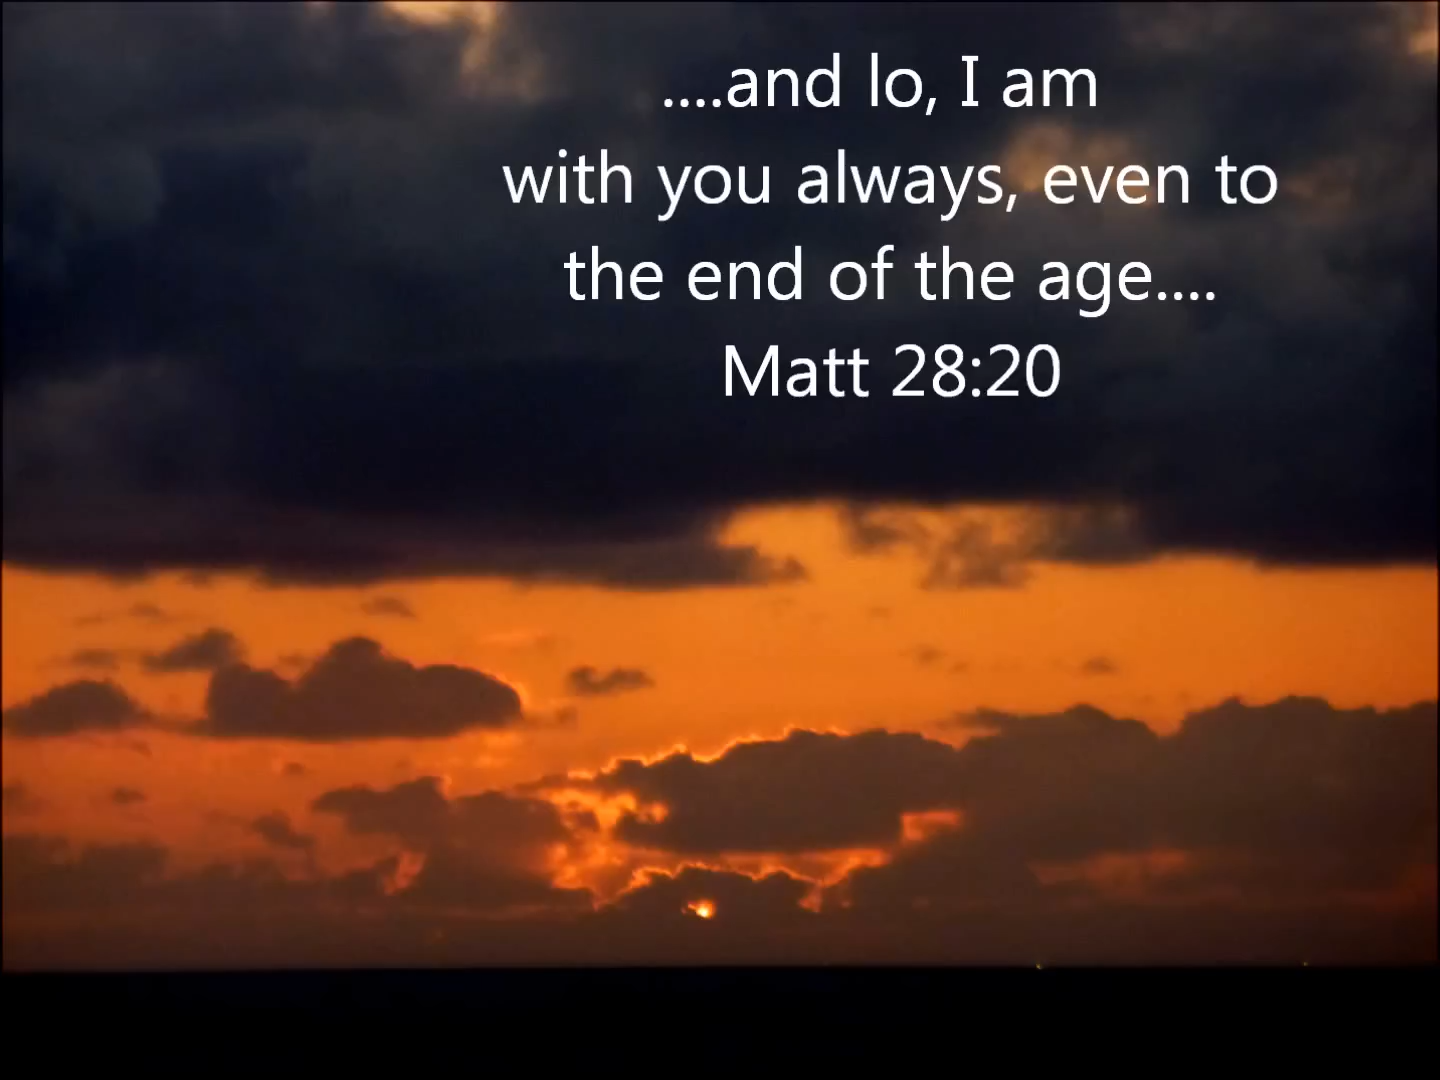 ....and lo, I am
with you always, even to
the end of the age....
Matt 28:20